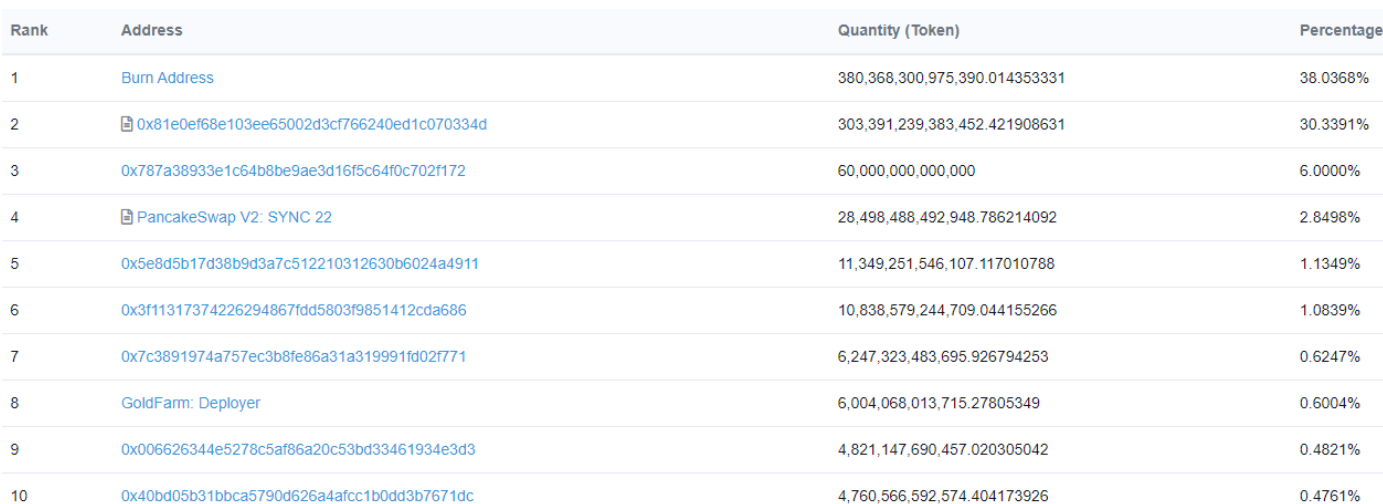 Rank Address Quantity (Token) Percentage
1 Burn Address 380,368,300,975,390.014353331 38.0368%
2 0x81e0ef68e103ee65002d3cf766240ed1c070334d 303,391,239,383,452.421908631 30.3391%
3 0x787a38933e1c64b8be9ae3d16f5c64f0c702f172 60,000,000,000,000 6.0000%
4 PancakeSwap V2: SYNC 22 28,498,488,492,948.786214092 2.8498%
5 0x5e8d5b17d38b9d3a7c512210312630b6024a4911 11,349,251,546,107.117010788 1.1349%
6 0x3f11317374226294867fdd5803f9851412cda686 10,838,579,244,709.044155266 1.0839%
7 0x7c3891974a757ec3b8fe86a31a319991fd02f771 6,247,323,483,695.926794253 0.6247%
8 GoldFarm: Deployer 6,004,068,013,715.27805349 0.6004%
9 0x006626344e5278c5af86a20c53bd33461934e3d3 4,821,147,690,457.020305042 0.4821%
10 0x40bd05b31bbca5790d626a4afcc1b0dd3b7671dc 4,760,566,592,574.404173926 0.4761%